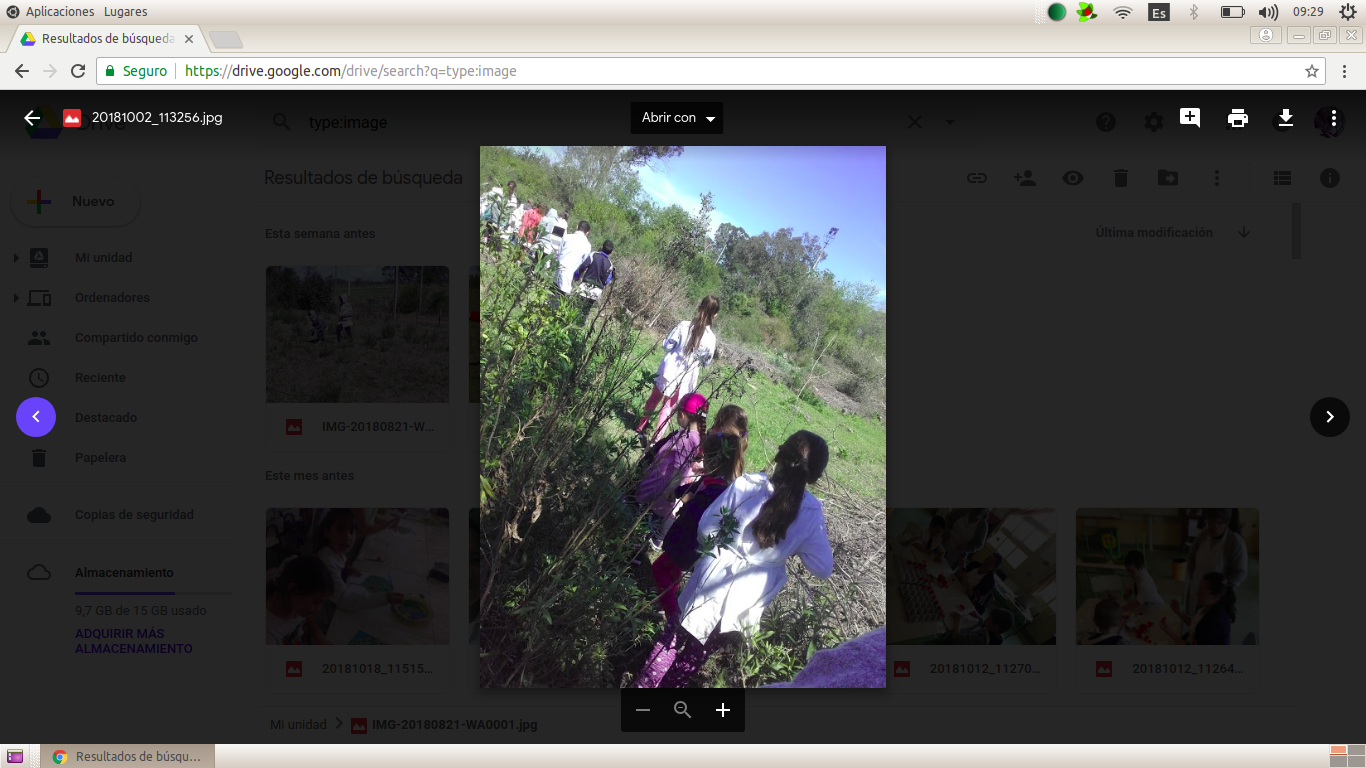 Aplicaciones Lugares
Es
09:29
Resultados de búsqueda
Seguro https://drive.google.com/drive/search?q=type:image
20181002_113256.jpg
Abrir con
Drive
type:image
Nuevo
Resultados de búsqueda
Mi unidad
Ordenadores
Compartido conmigo
Reciente
Destacado
Papelera
Copias de seguridad
Almacenamiento
9,7 GB de 15 GB usado
ADQUIRIR MÁS
ALMACENAMIENTO
Esta semana antes
Última modificación
IMG-20180821-W...
Este mes antes
20181018_11515...
20181012_11270...
20181012_11264...
Mi unidad
IMG-20180821-WA0001.jpg
Resultados de búsqu...